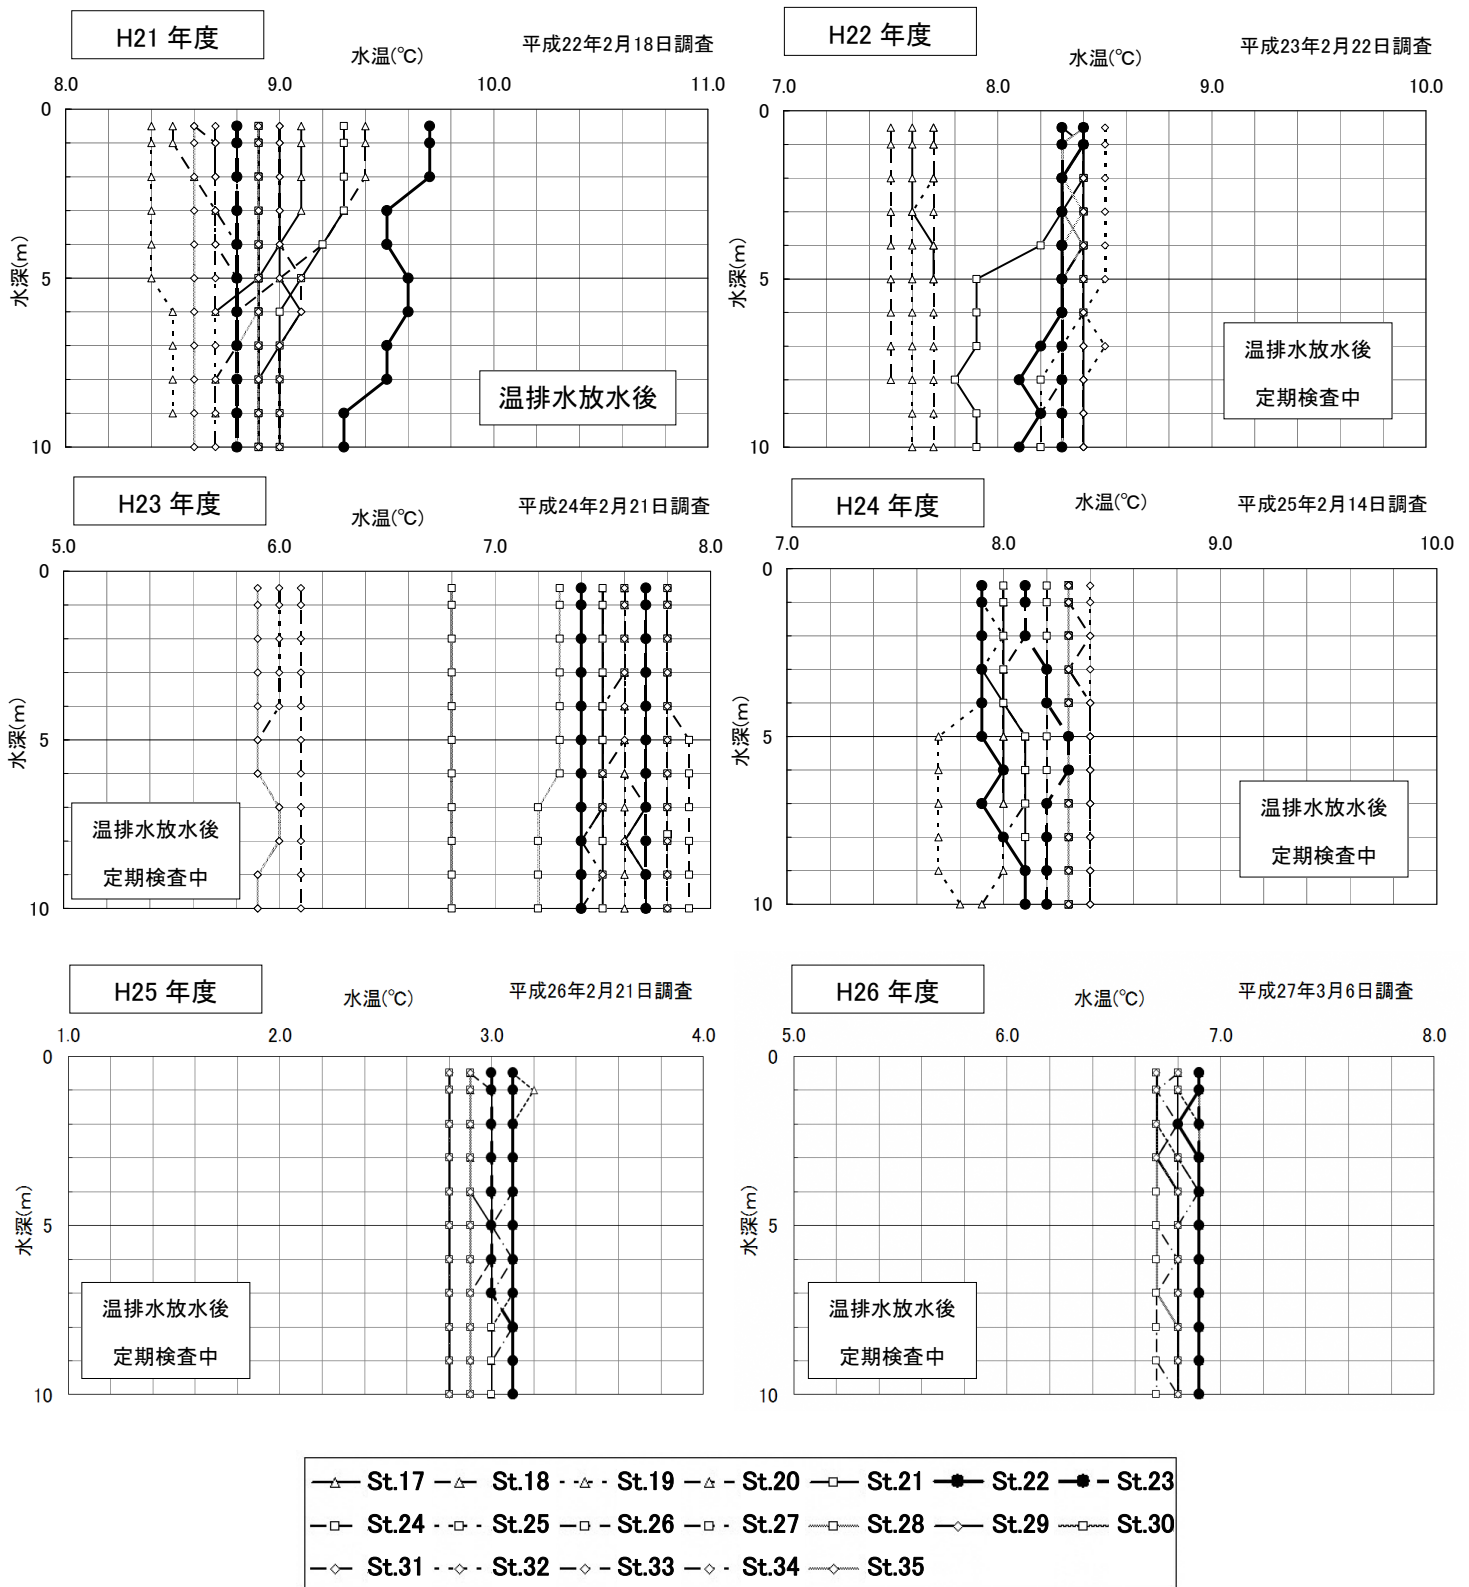 H21 年度
水温(℃)
平成22年2月18日調査
8.0 9.0 10.0 11.0
0
5
10
水深(m)
温排水放水後
H22 年度
水温(℃)
平成23年2月22日調査
7.0 8.0 9.0 10.0
0
5
10
水深(m)
温排水放水後
定期検査中
H23 年度
水温(℃)
平成24年2月21日調査
5.0 6.0 7.0 8.0
0
5
10
水深(m)
温排水放水後
定期検査中
H24 年度
水温(℃)
平成25年2月14日調査
7.0 8.0 9.0 10.0
0
5
10
水深(m)
温排水放水後
定期検査中
H25 年度
水温(℃)
平成26年2月21日調査
1.0 2.0 3.0 4.0
0
5
10
水深(m)
温排水放水後
定期検査中
H26 年度
水温(℃)
平成27年3月6日調査
5.0 6.0 7.0 8.0
0
5
10
水深(m)
温排水放水後
定期検査中
St.17 St.18 St.19 St.20 St.21 St.22 St.23
St.24 St.25 St.26 St.27 St.28 St.29 St.30
St.31 St.32 St.33 St.34 St.35